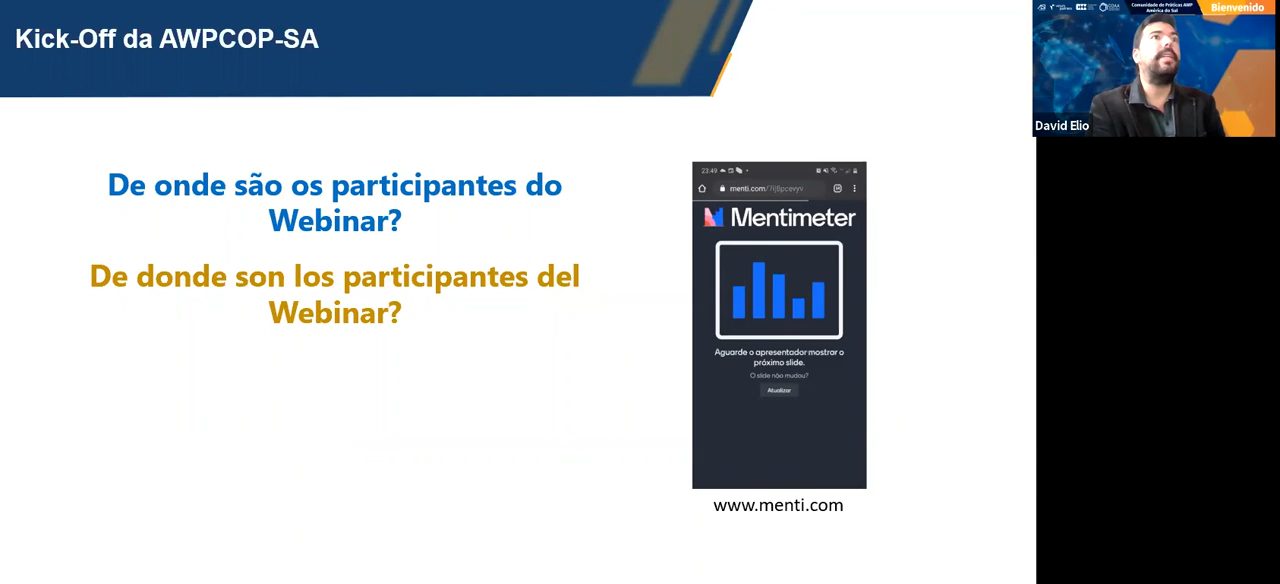 Kick-Off da AWPCOP-SA
Comunidade de Práticas AWP
América do Sul
Bienvenido
David Elio
De onde são os participantes do
Webinar?
De donde son los participantes del
Webinar?
23:49
Mentimeter
Aguarde o apresentador mostrar o
próximo slide.
O slide não mudou?
Atualizar
www.menti.com